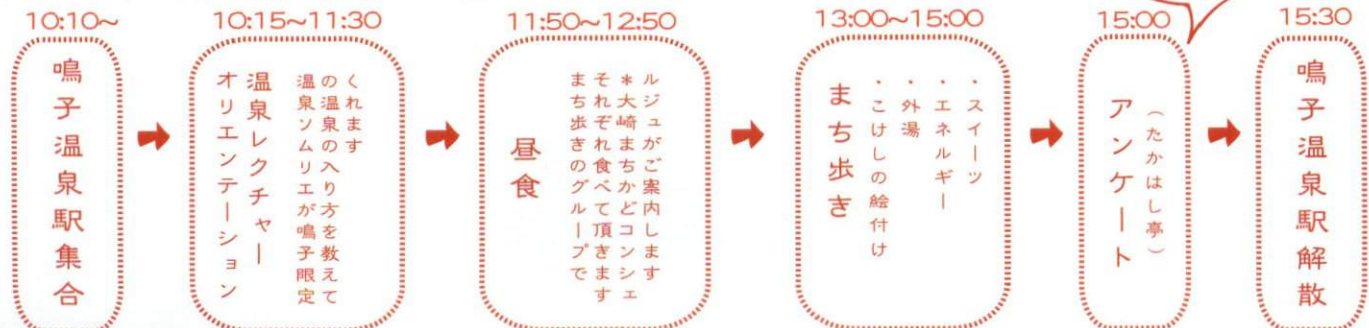 10:10~
鳴子温泉駅集合
10:15~11:30
オリエンテーション
温泉レクチャー
温泉ソムリエが鳴子限定
の温泉の入り方を教えて
くれます
11:50~12:50
昼食
まち歩きのグループで
それぞれ食べて頂きます
*大崎まちかどコンシェ
ルジュがご案内します
13:00~15:00
まち歩き
・こけしの絵付け
・外湯
・エネルギー
・スイーツ
15:00
アンケート
（たかはし亭）
15:30
鳴子温泉駅解散